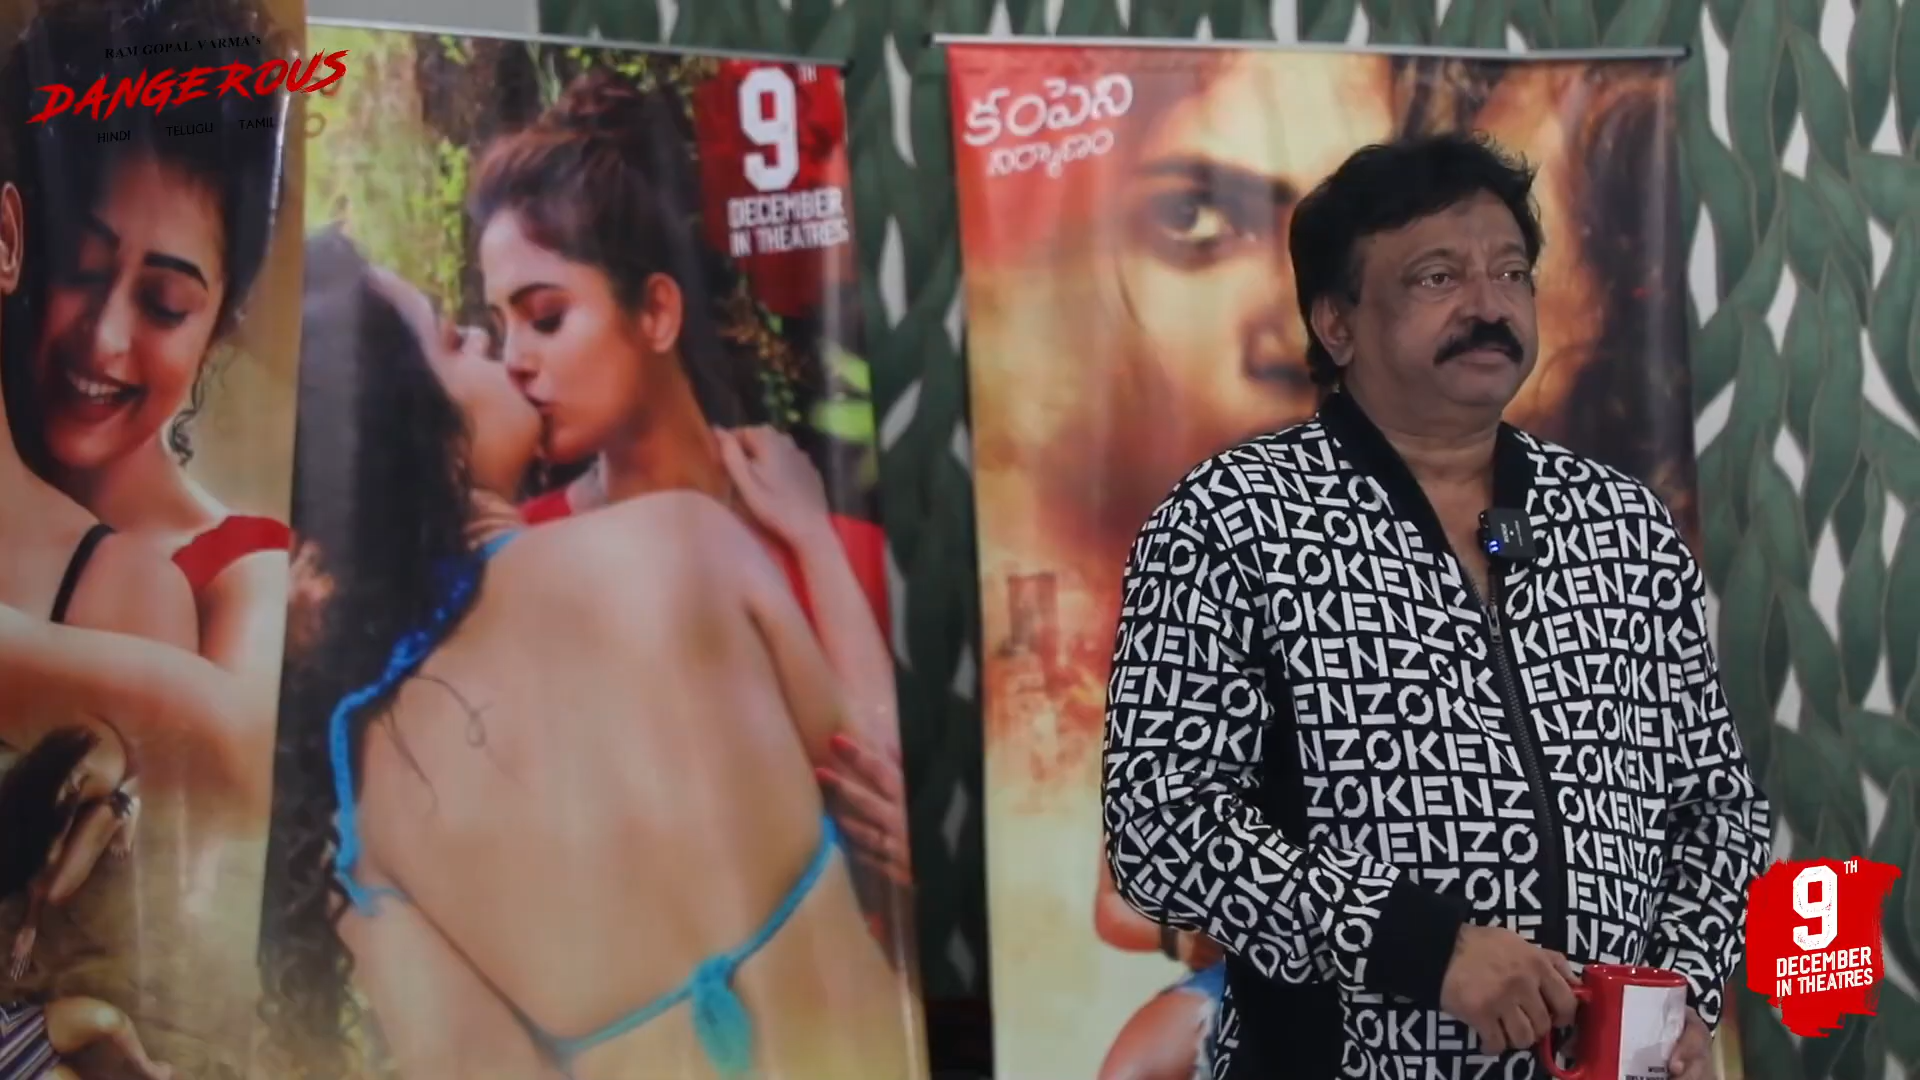 RAM GOPAL VARMA's
DANGEROUS
HINDI TELUGU TAMIL
9TH
DECEMBER
IN THEATRES
కంపెని
నిర్మాణం
KENZO
9TH
DECEMBER
IN THEATRES